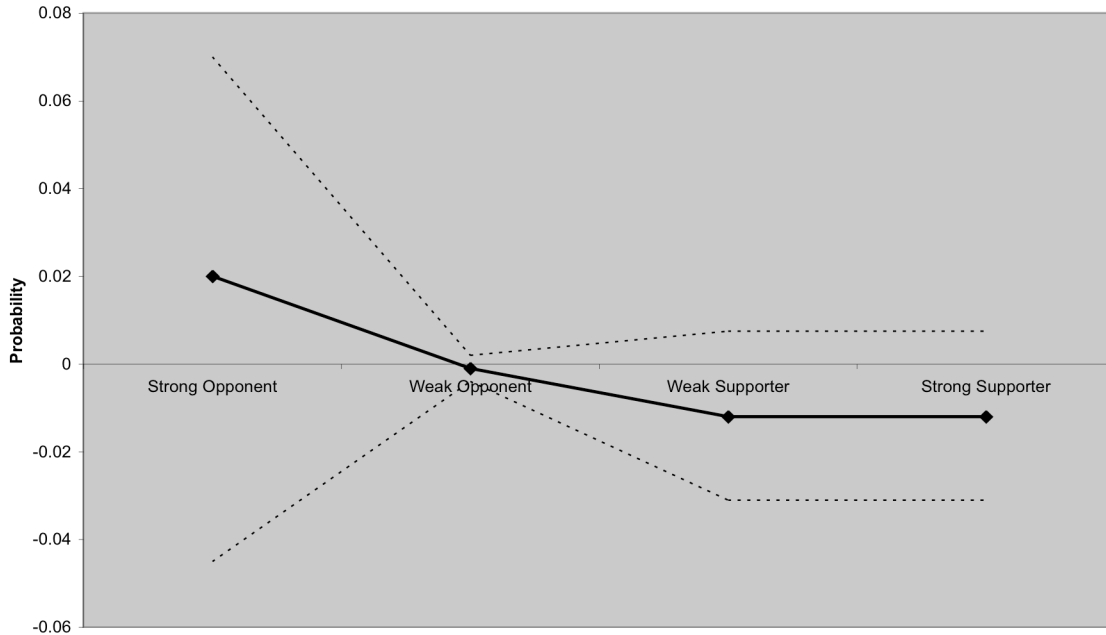 0.08
0.06
0.04
0.02
0
-0.02
-0.04
-0.06
Probability
Strong Opponent
Weak Opponent
Weak Supporter
Strong Supporter